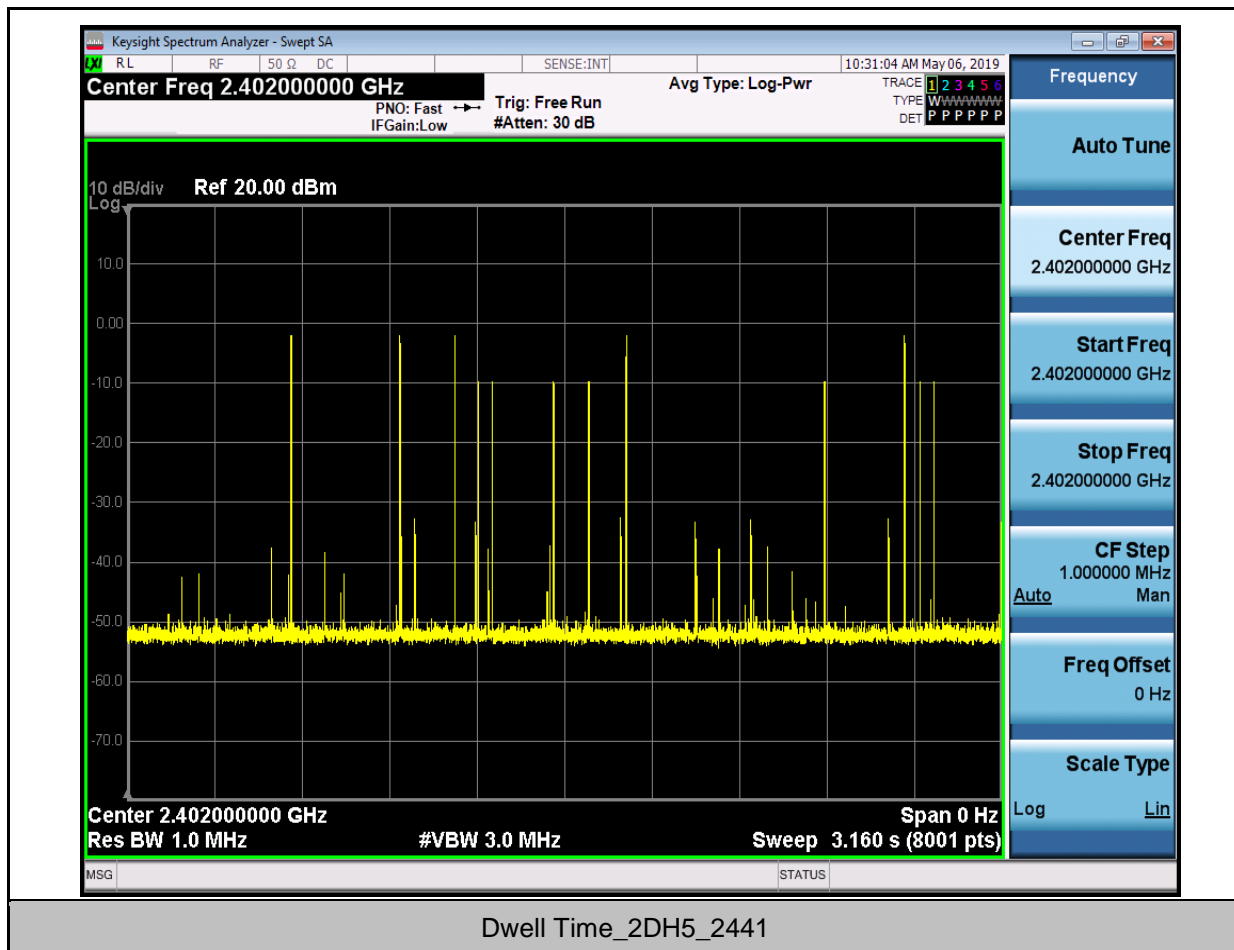 Keysight Spectrum Analyzer - Swept SA
LXI RL RF 50 Ω DC SENSE:INT 10:31:04 AM May 06, 2019
Center Freq 2.402000000 GHz
PNO: Fast
IFGain:Low
Trig: Free Run
#Atten: 30 dB
Avg Type: Log-Pwr
TRACE 1 2 3 4 5 6
TYPE WWWWWW
DET P P P P P P
10 dB/div
Log
Ref 20.00 dBm
10.0
0.00
-10.0
-20.0
-30.0
-40.0
-50.0
-60.0
-70.0
Center 2.402000000 GHz
Span 0 Hz
Res BW 1.0 MHz
#VBW 3.0 MHz
Sweep 3.160 s (8001 pts)
MSG
STATUS
Frequency
Auto Tune
Center Freq
2.402000000 GHz
Start Freq
2.402000000 GHz
Stop Freq
2.402000000 GHz
CF Step
1.000000 MHz
Auto Man
Freq Offset
0 Hz
Scale Type
Log Lin
Dwell Time_2DH5_2441